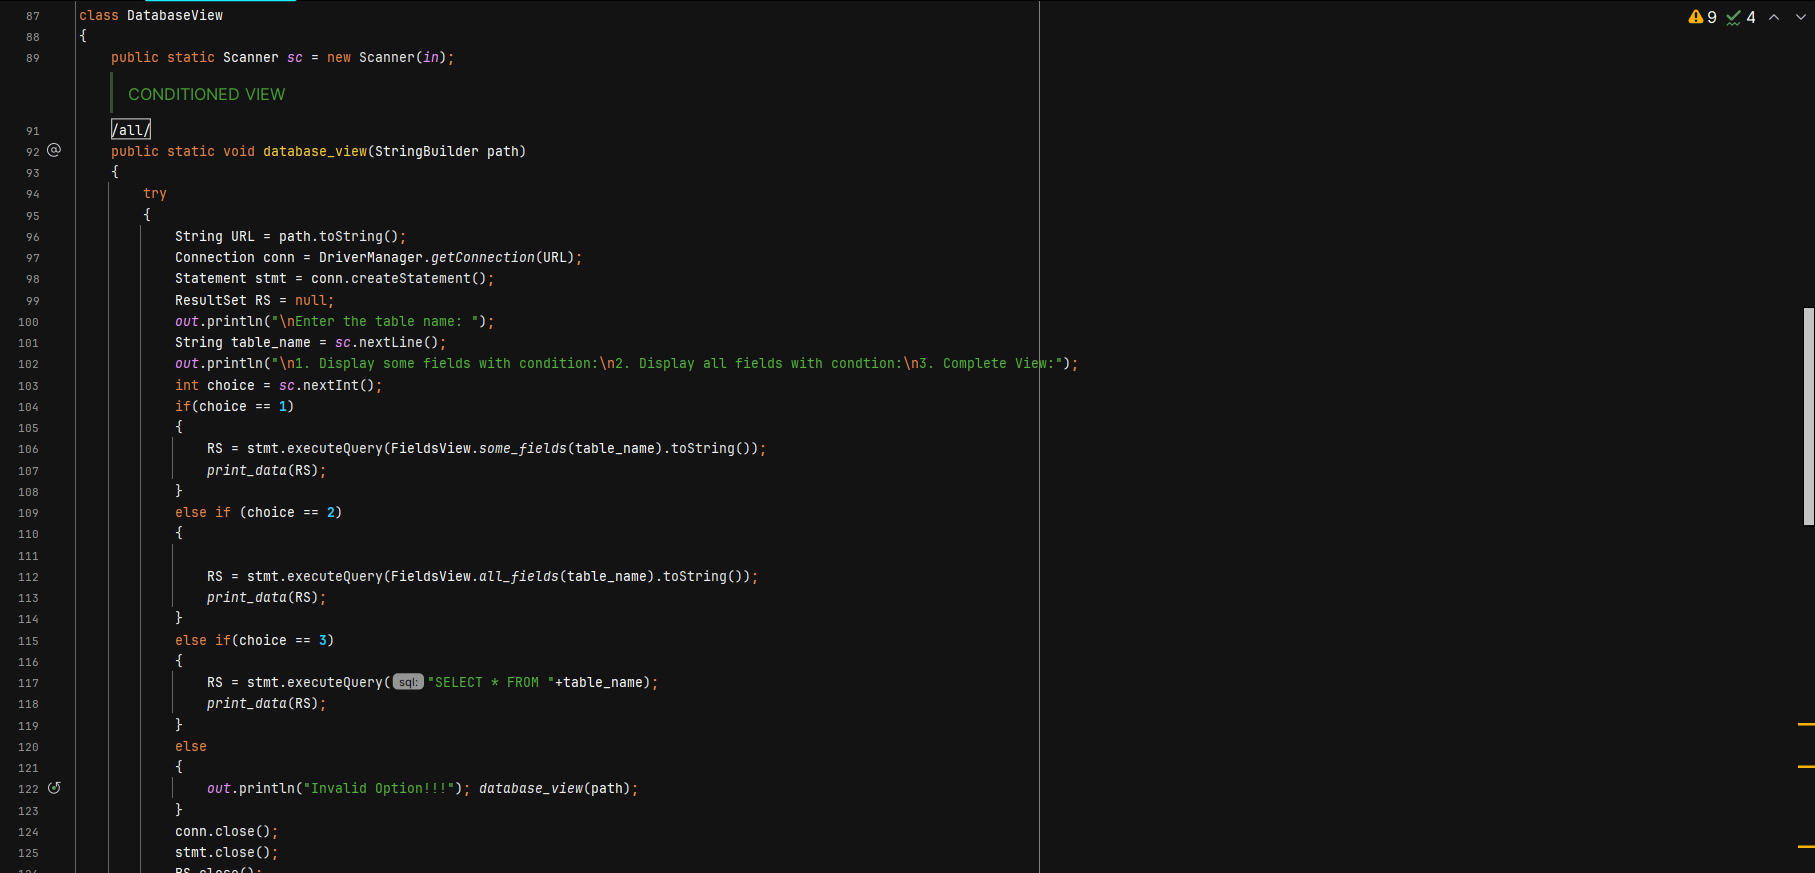 9 4
87 class DatabaseView
88 {
89 public static Scanner sc = new Scanner(in);
CONDITIONED VIEW
91 /all/
92 @ public static void database_view(StringBuilder path)
93 {
94 try
95 {
96 String URL = path.toString();
97 Connection conn = DriverManager.getConnection(URL);
98 Statement stmt = conn.createStatement();
99 ResultSet RS = null;
100 out.println("\nEnter the table name: ");
101 String table_name = sc.nextLine();
102 out.println("\n1. Display some fields with condition:\n2. Display all fields with condtion:\n3. Complete View:");
103 int choice = sc.nextInt();
104 if(choice == 1)
105 {
106 RS = stmt.executeQuery(FieldsView.some_fields(table_name).toString());
107 print_data(RS);
108 }
109 else if (choice == 2)
110 {
111
112 RS = stmt.executeQuery(FieldsView.all_fields(table_name).toString());
113 print_data(RS);
114 }
115 else if(choice == 3)
116 {
117 RS = stmt.executeQuery( sql: "SELECT * FROM "+table_name);
118 print_data(RS);
119 }
120 else
121 {
122 out.println("Invalid Option!!!"); database_view(path);
123 }
124 conn.close();
125 stmt.close();
126 RS.close();